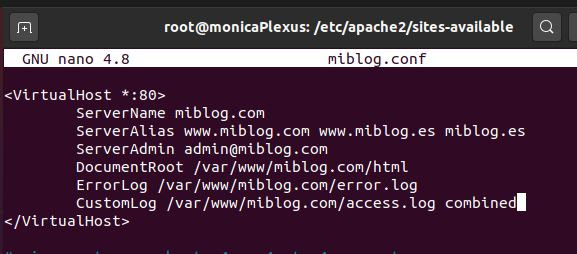 root@monicaPlexus: /etc/apache2/sites-available
GNU nano 4.8 miblog.conf
<VirtualHost *:80>
ServerName miblog.com
ServerAlias www.miblog.com www.miblog.es miblog.es
ServerAdmin admin@miblog.com
DocumentRoot /var/www/miblog.com/html
ErrorLog /var/www/miblog.com/error.log
CustomLog /var/www/miblog.com/access.log combined
</VirtualHost>